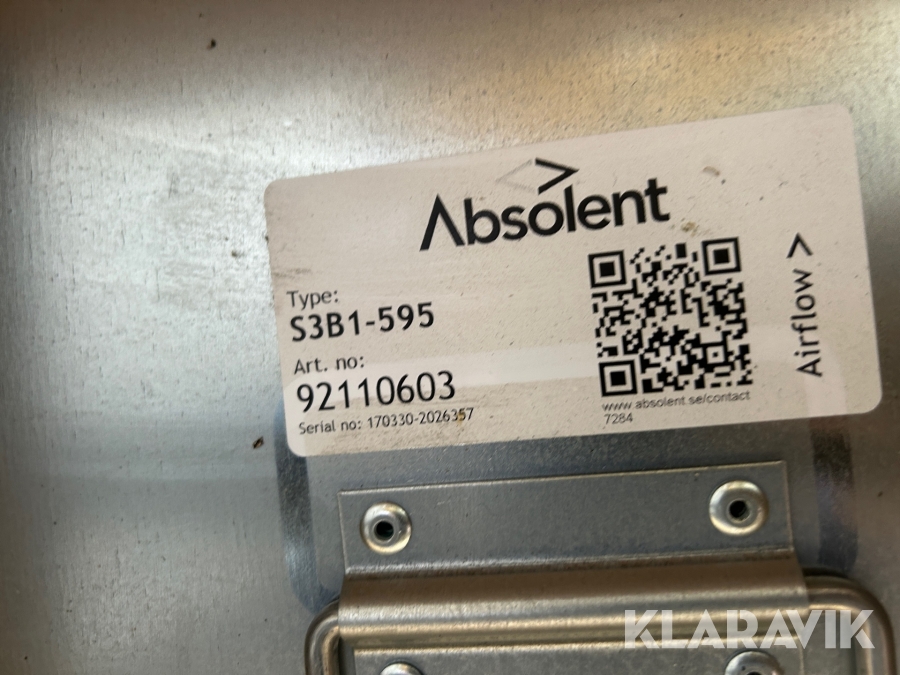 Absolent
Type:
S3B1-595
Art. no:
92110603
Serial no: 170330-2026357
www.absolent.se/contact
7284
Airflow >
KLARAVIK